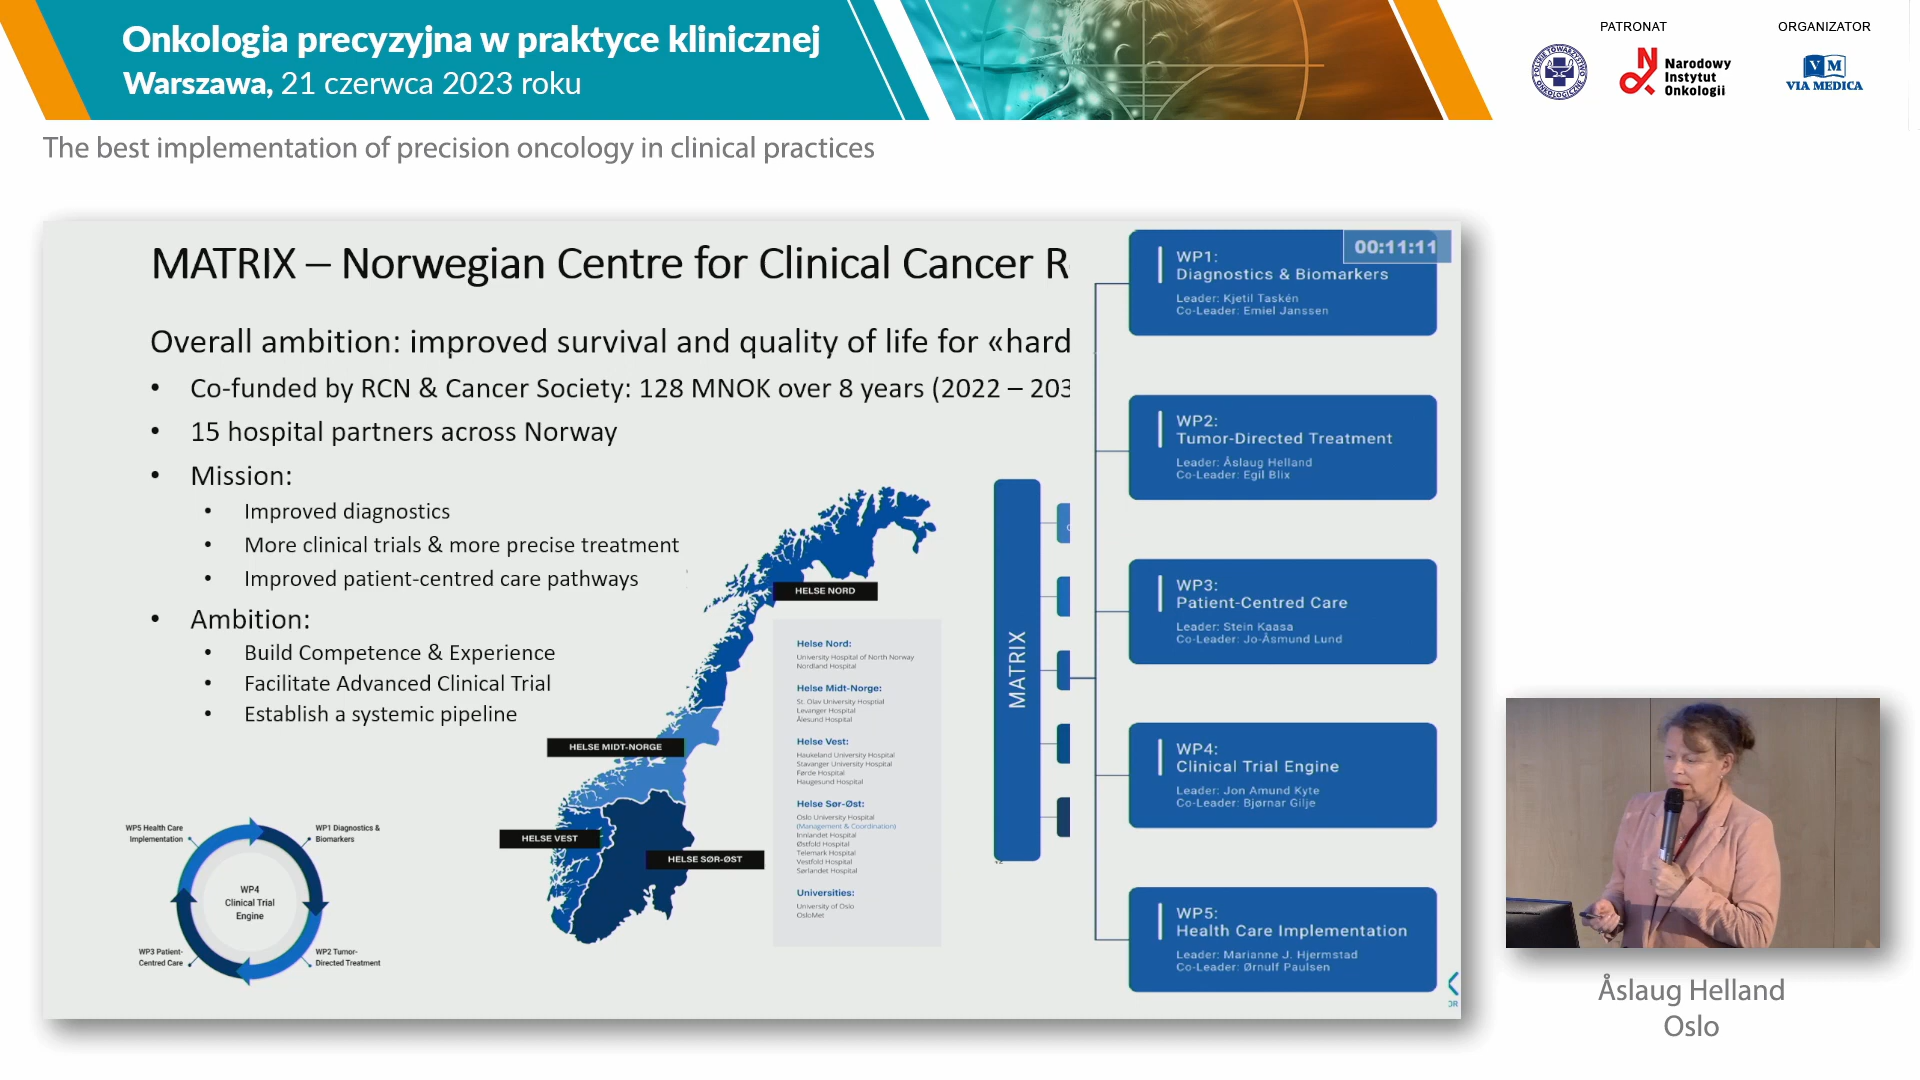 Onkologia precyzyjna w praktyce klinicznej
Warszawa, 21 czerwca 2023 roku
PATRONAT
ORGANIZATOR
POLSKIE TOWARZYSTWO
ONKOLOGICZNE
Narodowy
Instytut
Onkologii
VM
VIA MEDICA
The best implementation of precision oncology in clinical practices
MATRIX – Norwegian Centre for Clinical Cancer R
Overall ambition: improved survival and quality of life for «hard
• Co-funded by RCN & Cancer Society: 128 MNOK over 8 years (2022 – 203
• 15 hospital partners across Norway
• Mission:
• Improved diagnostics
• More clinical trials & more precise treatment
• Improved patient-centred care pathways
• Ambition:
• Build Competence & Experience
• Facilitate Advanced Clinical Trial
• Establish a systemic pipeline
WP5 Health Care
Implementation
WP1 Diagnostics &
Biomarkers
WP4
Clinical Trial
Engine
WP3 Patient-
Centred Care
WP2 Tumor-
Directed Treatment
HELSE NORD
HELSE MIDT-NORGE
HELSE VEST
HELSE SØR-ØST
Helse Nord:
University Hospital of North Norway
Nordland Hospital
Helse Midt-Norge:
St. Olav University Hosptial
Levanger Hospital
Ålesund Hospital
Helse Vest:
Haukeland University Hospital
Stavanger University Hospital
Førde Hospital
Haugesund Hospital
Helse Sør-Øst:
Oslo University Hospital
(Management & Coordination)
Innlandet Hospital
Østfold Hospital
Telemark Hospital
Vestfold Hospital
Sørlandet Hospital
Universities:
University of Oslo
OsloMet
MATRIX
00:11:11
WP1:
Diagnostics & Biomarkers
Leader: Kjetil Taskén
Co-Leader: Emiel Janssen
WP2:
Tumor-Directed Treatment
Leader: Åslaug Helland
Co-Leader: Egil Blix
WP3:
Patient-Centred Care
Leader: Stein Kaasa
Co-Leader: Jo-Åsmund Lund
WP4:
Clinical Trial Engine
Leader: Jon Amund Kyte
Co-Leader: Bjørnar Gilje
WP5:
Health Care Implementation
Leader: Marianne J. Hjermstad
Co-Leader: Ørnulf Paulsen
Åslaug Helland
Oslo